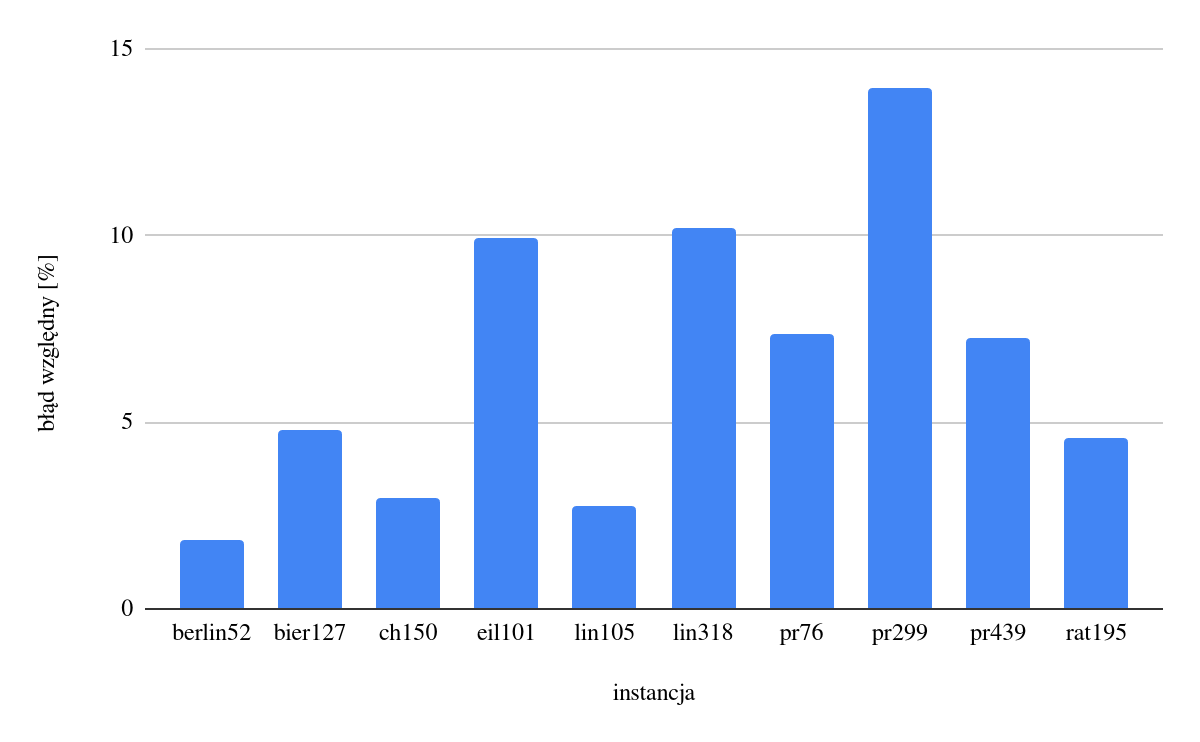 błąd względny [%]
15
10
5
0
berlin52 bier127 ch150 eil101 lin105 lin318 pr76 pr299 pr439 rat195
instancja